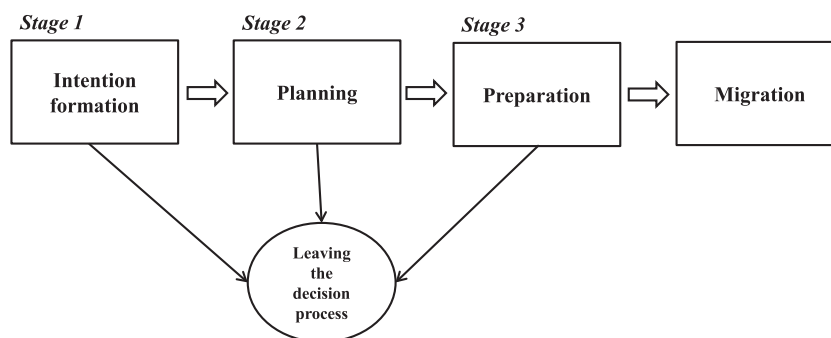 Stage 1
Stage 2
Stage 3
Intention
formation
Planning
Preparation
Migration
Leaving
the
decision
process